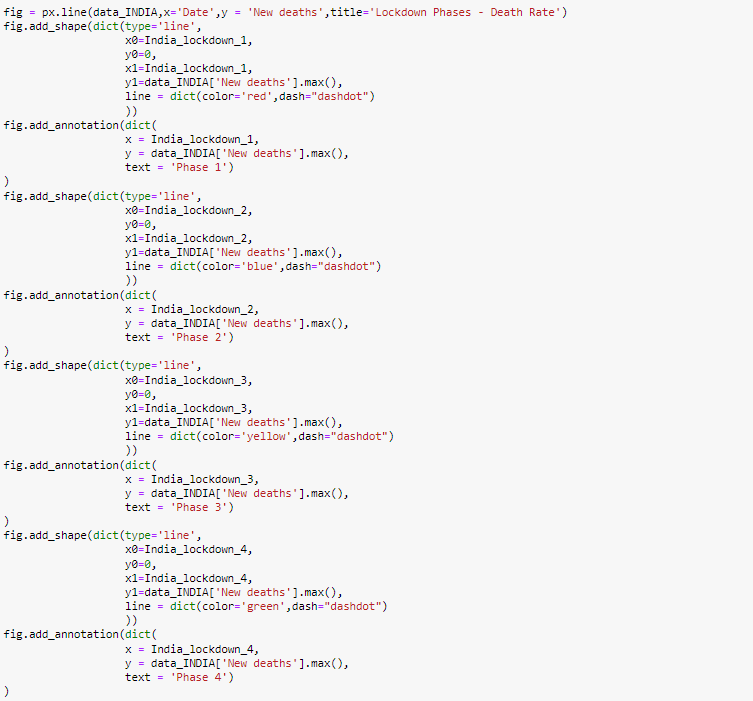 fig = px.line(data_INDIA,x='Date',y = 'New deaths',title='Lockdown Phases - Death Rate')
fig.add_shape(dict(type='line',
                   x0=India_lockdown_1,
                   y0=0,
                   x1=India_lockdown_1,
                   y1=data_INDIA['New deaths'].max(),
                   line = dict(color='red',dash="dashdot")
                   ))
fig.add_annotation(dict(
                   x = India_lockdown_1,
                   y = data_INDIA['New deaths'].max(),
                   text = 'Phase 1')
)
fig.add_shape(dict(type='line',
                   x0=India_lockdown_2,
                   y0=0,
                   x1=India_lockdown_2,
                   y1=data_INDIA['New deaths'].max(),
                   line = dict(color='blue',dash="dashdot")
                   ))
fig.add_annotation(dict(
                   x = India_lockdown_2,
                   y = data_INDIA['New deaths'].max(),
                   text = 'Phase 2')
)
fig.add_shape(dict(type='line',
                   x0=India_lockdown_3,
                   y0=0,
                   x1=India_lockdown_3,
                   y1=data_INDIA['New deaths'].max(),
                   line = dict(color='yellow',dash="dashdot")
                   ))
fig.add_annotation(dict(
                   x = India_lockdown_3,
                   y = data_INDIA['New deaths'].max(),
                   text = 'Phase 3')
)
fig.add_shape(dict(type='line',
                   x0=India_lockdown_4,
                   y0=0,
                   x1=India_lockdown_4,
                   y1=data_INDIA['New deaths'].max(),
                   line = dict(color='green',dash="dashdot")
                   ))
fig.add_annotation(dict(
                   x = India_lockdown_4,
                   y = data_INDIA['New deaths'].max(),
                   text = 'Phase 4')
)